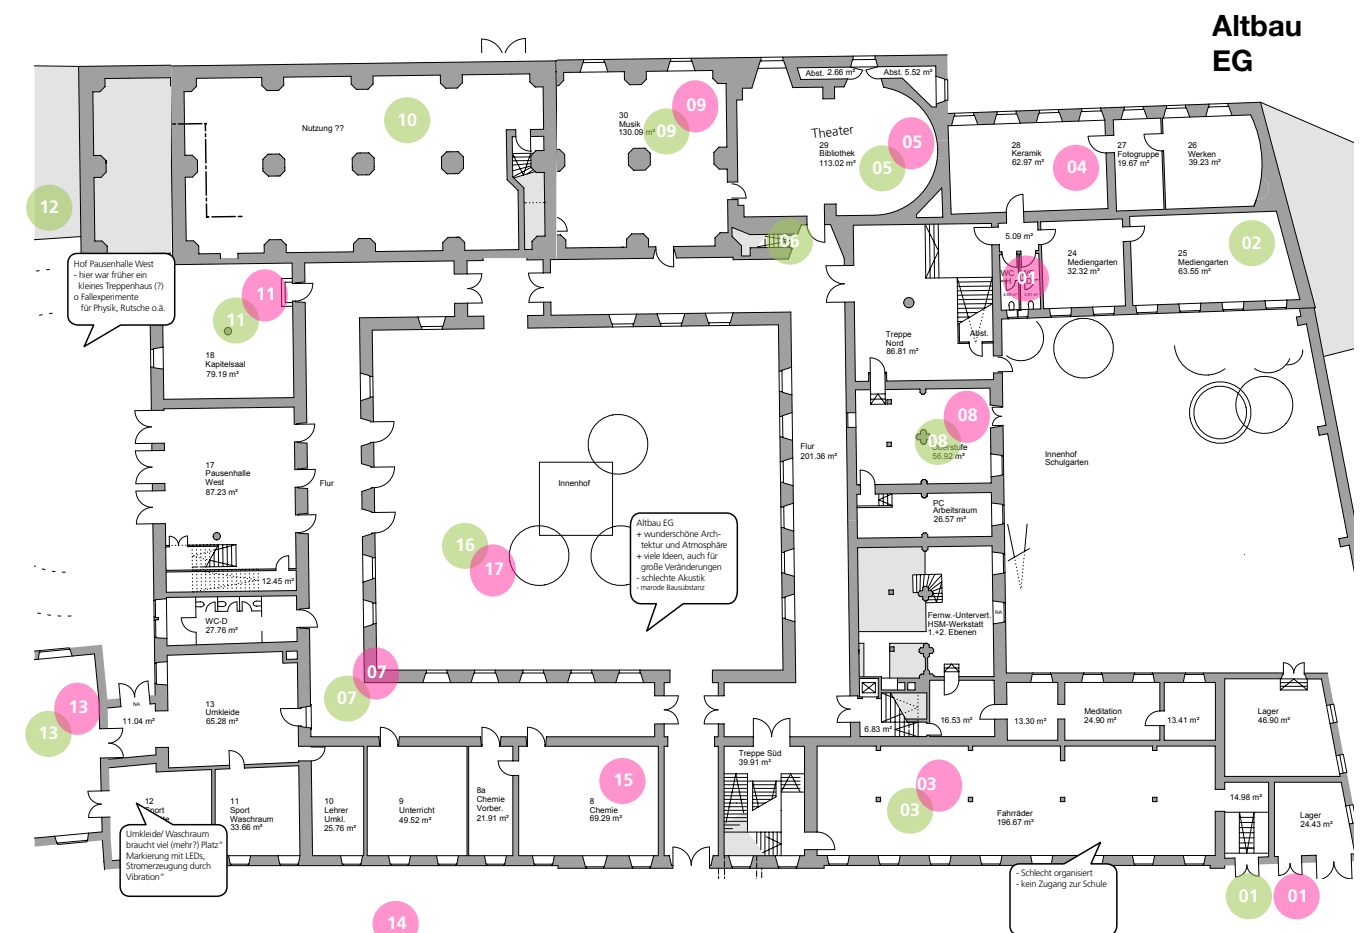 Altbau
EG
Abst. 2.66 m²
Abst. 5.52 m²
10
Nutzung ??
30
Musik
130.09 m²
09
09
Theater
29
Bibliothek
113.02 m²
05
05
28
Keramik
62.97 m²
04
27
Fotogruppe
19.67 m²
26
Werken
39.23 m²
12
06
5.09 m²
WC
01
24
Mediengarten
32.32 m²
25
Mediengarten
63.55 m²
02
Hof Pausenhalle West
- hier war früher ein
kleines Treppenhaus (?)
o Fallexperimente
für Physik, Rutsche o.ä.
11
11
18
Kapitelsaal
79.19 m²
Treppe
Nord
86.81 m²
Abst.
08
08
56.92 m²
Flur
201.36 m²
Innenhof
Schulgarten
17
Pausenhalle
West
87.23 m²
Flur
Innenhof
PC
Arbeitsraum
26.57 m²
Altbau EG
+ wunderschöne Arch-
tektur und Atmosphäre
+ viele Ideen, auch für
große Veränderungen
- schlechte Akustik
- marode Bausubstanz
16
17
12.45 m²
WC-D
27.76 m²
Fernw.-Untervert.
HSM-Werkstatt
1.+2. Ebenen
NA
07
07
13
13
NA
11.04 m²
13
Umkleide
65.28 m²
6.83 m²
16.53 m²
13.30 m²
Meditation
24.90 m²
13.41 m²
Lager
46.90 m²
Treppe Süd
39.91 m²
12
Sport
11
Sport
Waschraum
33.66 m²
10
Lehrer
Umkl.
25.76 m²
9
Unterricht
49.52 m²
8a
Chemie
Vorber.
21.91 m²
8
Chemie
69.29 m²
15
03
03
Fahrräder
196.67 m²
14.98 m²
Lager
24.43 m²
Umkleide/ Waschraum
braucht viel (mehr?) Platz"
Markierung mit LEDs,
Stromerzeugung durch
Vibration"
- Schlecht organisiert
- kein Zugang zur Schule
01
01
14